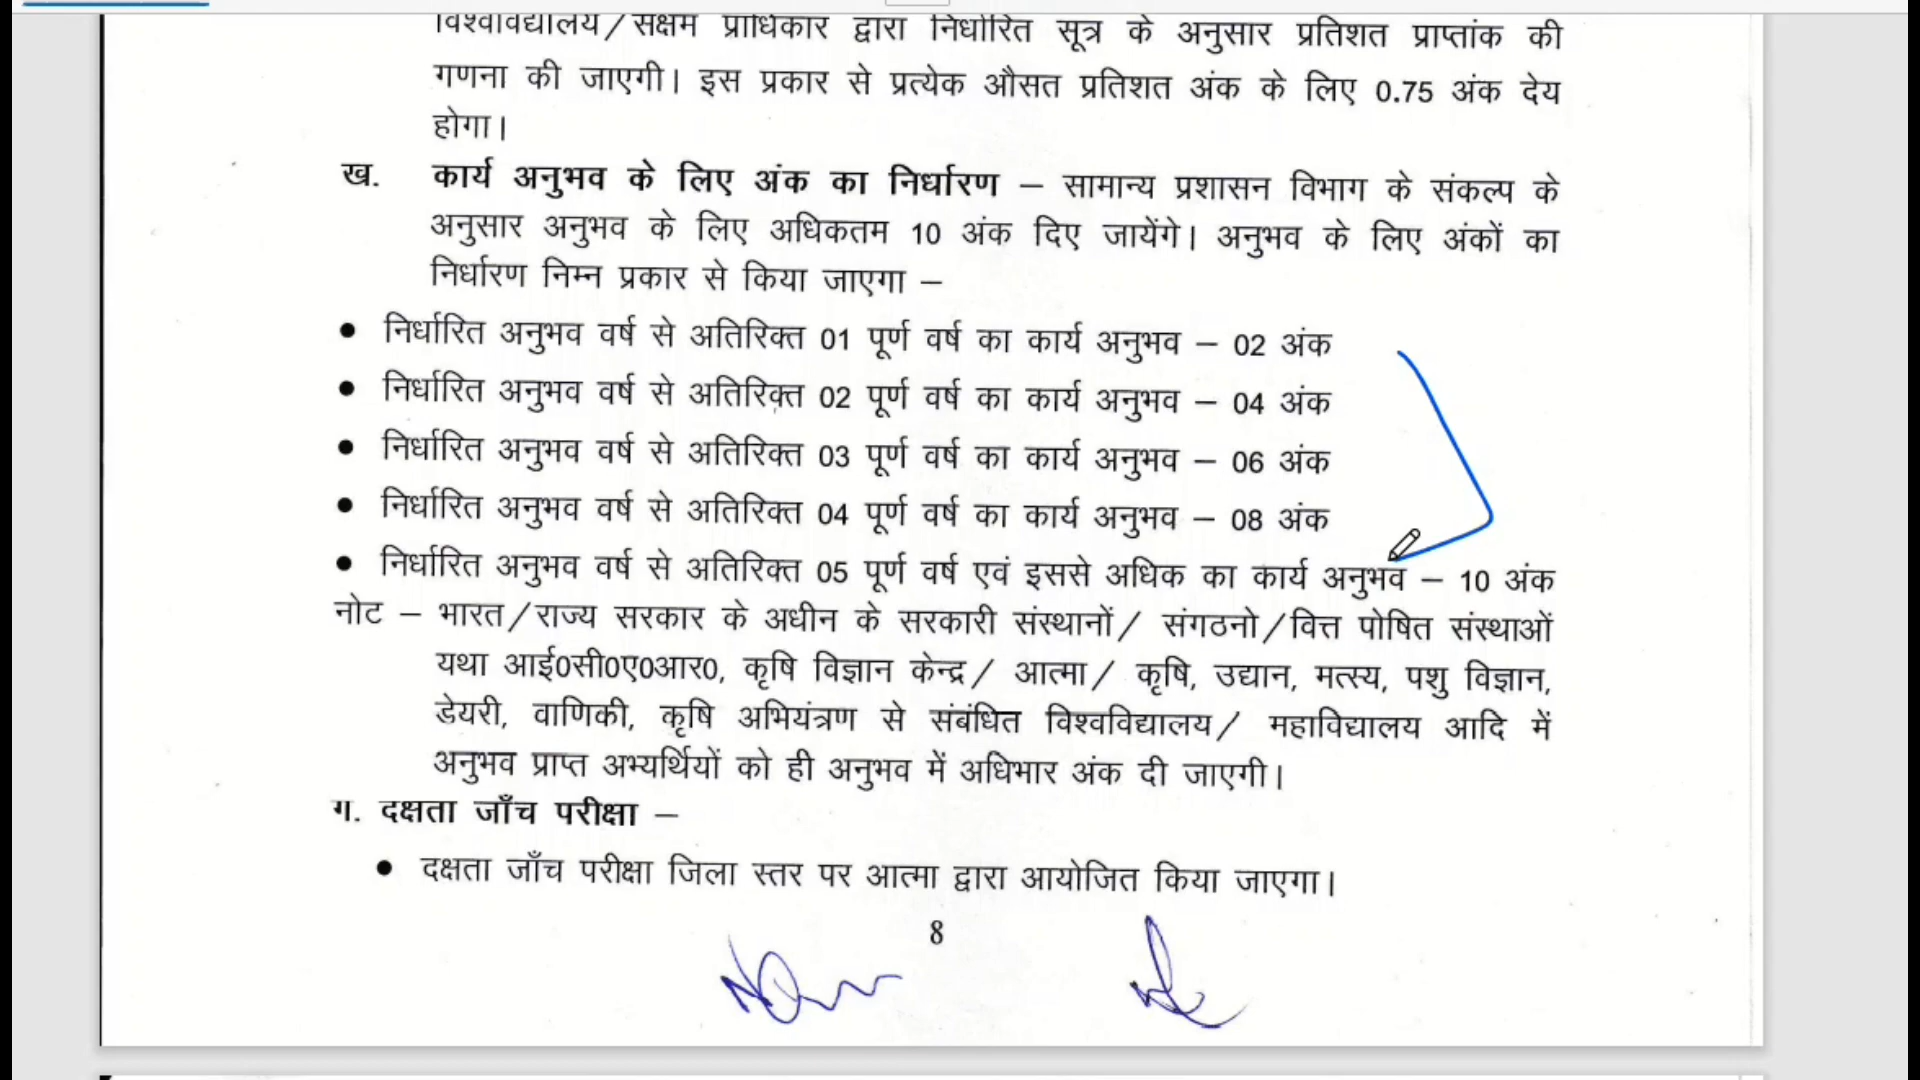 विश्वविद्यालय/सक्षम प्राधिकार द्वारा निर्धारित सूत्र के अनुसार प्रतिशत प्राप्तांक की
गणना की जाएगी। इस प्रकार से प्रत्येक औसत प्रतिशत अंक के लिए 0.75 अंक देय
होगा।
ख. कार्य अनुभव के लिए अंक का निर्धारण – सामान्य प्रशासन विभाग के संकल्प के
अनुसार अनुभव के लिए अधिकतम 10 अंक दिए जायेंगे। अनुभव के लिए अंकों का
निर्धारण निम्न प्रकार से किया जाएगा –
• निर्धारित अनुभव वर्ष से अतिरिक्त 01 पूर्ण वर्ष का कार्य अनुभव – 02 अंक
• निर्धारित अनुभव वर्ष से अतिरिक्त 02 पूर्ण वर्ष का कार्य अनुभव – 04 अंक
• निर्धारित अनुभव वर्ष से अतिरिक्त 03 पूर्ण वर्ष का कार्य अनुभव – 06 अंक
• निर्धारित अनुभव वर्ष से अतिरिक्त 04 पूर्ण वर्ष का कार्य अनुभव – 08 अंक
• निर्धारित अनुभव वर्ष से अतिरिक्त 05 पूर्ण वर्ष एवं इससे अधिक का कार्य अनुभव – 10 अंक
नोट – भारत/राज्य सरकार के अधीन के सरकारी संस्थानों/ संगठनो/वित्त पोषित संस्थाओं
यथा आई0सी0ए0आर0, कृषि विज्ञान केन्द्र/ आत्मा/ कृषि, उद्यान, मत्स्य, पशु विज्ञान,
डेयरी, वाणिकी, कृषि अभियंत्रण से संबंधित विश्वविद्यालय/ महाविद्यालय आदि में
अनुभव प्राप्त अभ्यर्थियों को ही अनुभव में अधिभार अंक दी जाएगी।
ग. दक्षता जाँच परीक्षा –
• दक्षता जाँच परीक्षा जिला स्तर पर आत्मा द्वारा आयोजित किया जाएगा।
8